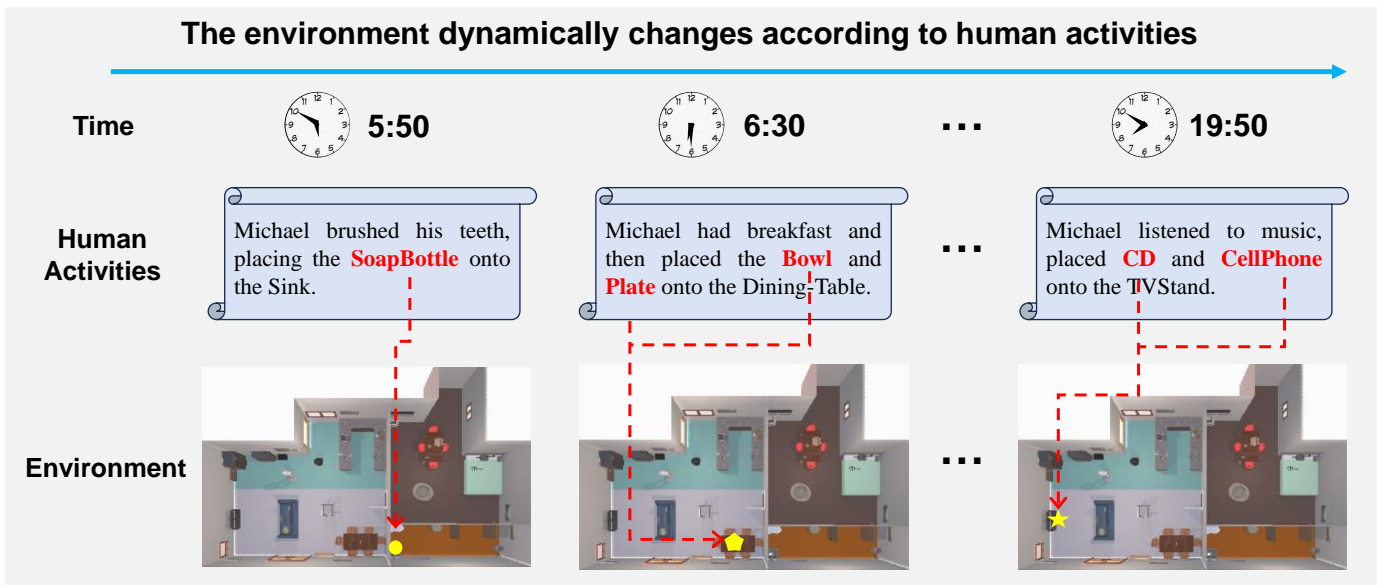 The environment dynamically changes according to human activities
Time
5:50
6:30
...
19:50
Human
Activities
Michael brushed his teeth,
placing the SoapBottle onto
the Sink.
Michael had breakfast and
then placed the Bowl and
Plate onto the Dining-Table.
...
Michael listened to music,
placed CD and CellPhone
onto the TVStand.
Environment
...